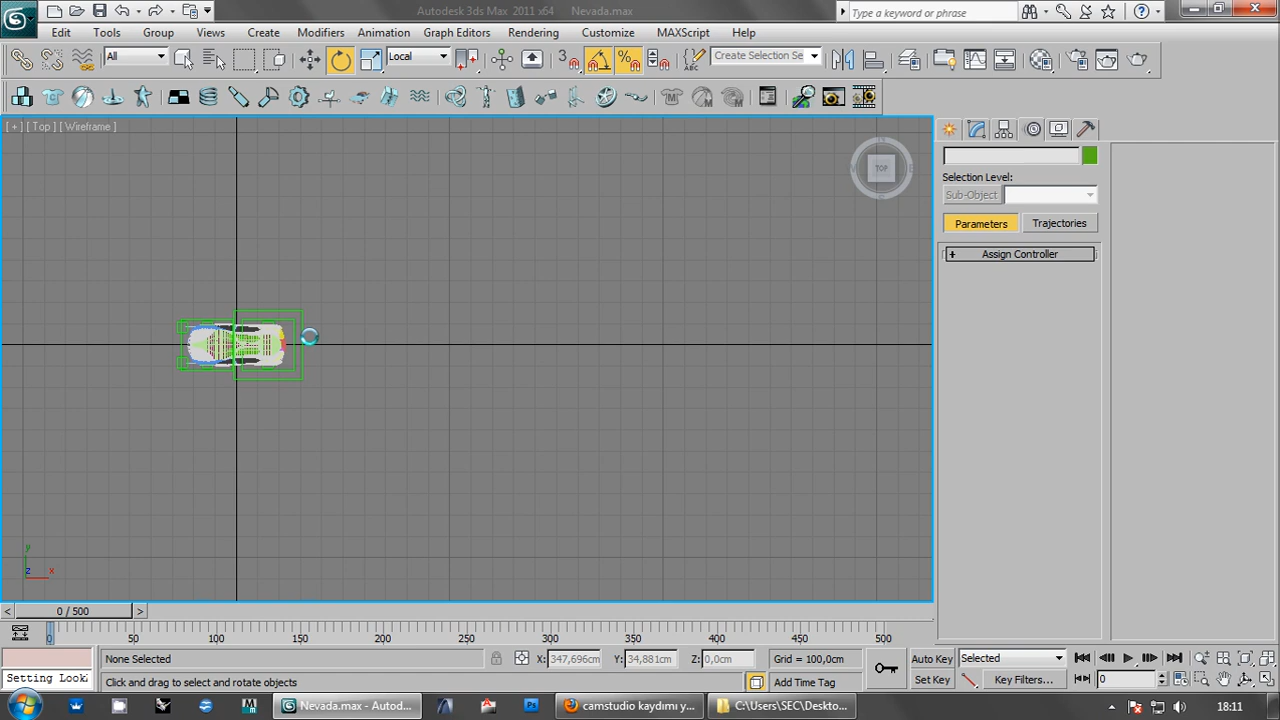 Autodesk 3ds Max 2011 x64 Nevada.max
Type a keyword or phrase
Edit Tools Group Views Create Modifiers Animation Graph Editors Rendering Customize MAXScript Help
All Local 3 % ABC Create Selection Se
[ + ] [ Top ] [ Wireframe ]
TOP
Selection Level:
Sub-Object
Parameters Trajectories
+ Assign Controller
y
z x
< 0 / 500 >
0 50 100 150 200 250 300 350 400 450 500
None Selected X: 347,696cm Y: 34,881cm Z: 0,0cm Grid = 100,0cm Auto Key Selected
Setting Look Click and drag to select and rotate objects Add Time Tag Set Key Key Filters... 0
Nevada.max - Autod... camstudio kaydımı y... C:\Users\SEC\Deskto... 18:11